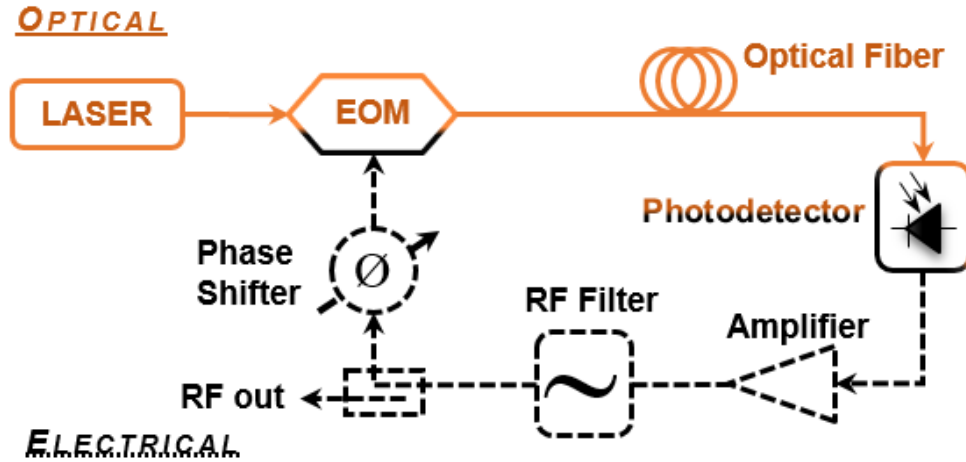 OPTICAL
Optical Fiber
LASER
EOM
Photodetector
Phase
Shifter
Ø
RF Filter
Amplifier
RF out
ELECTRICAL